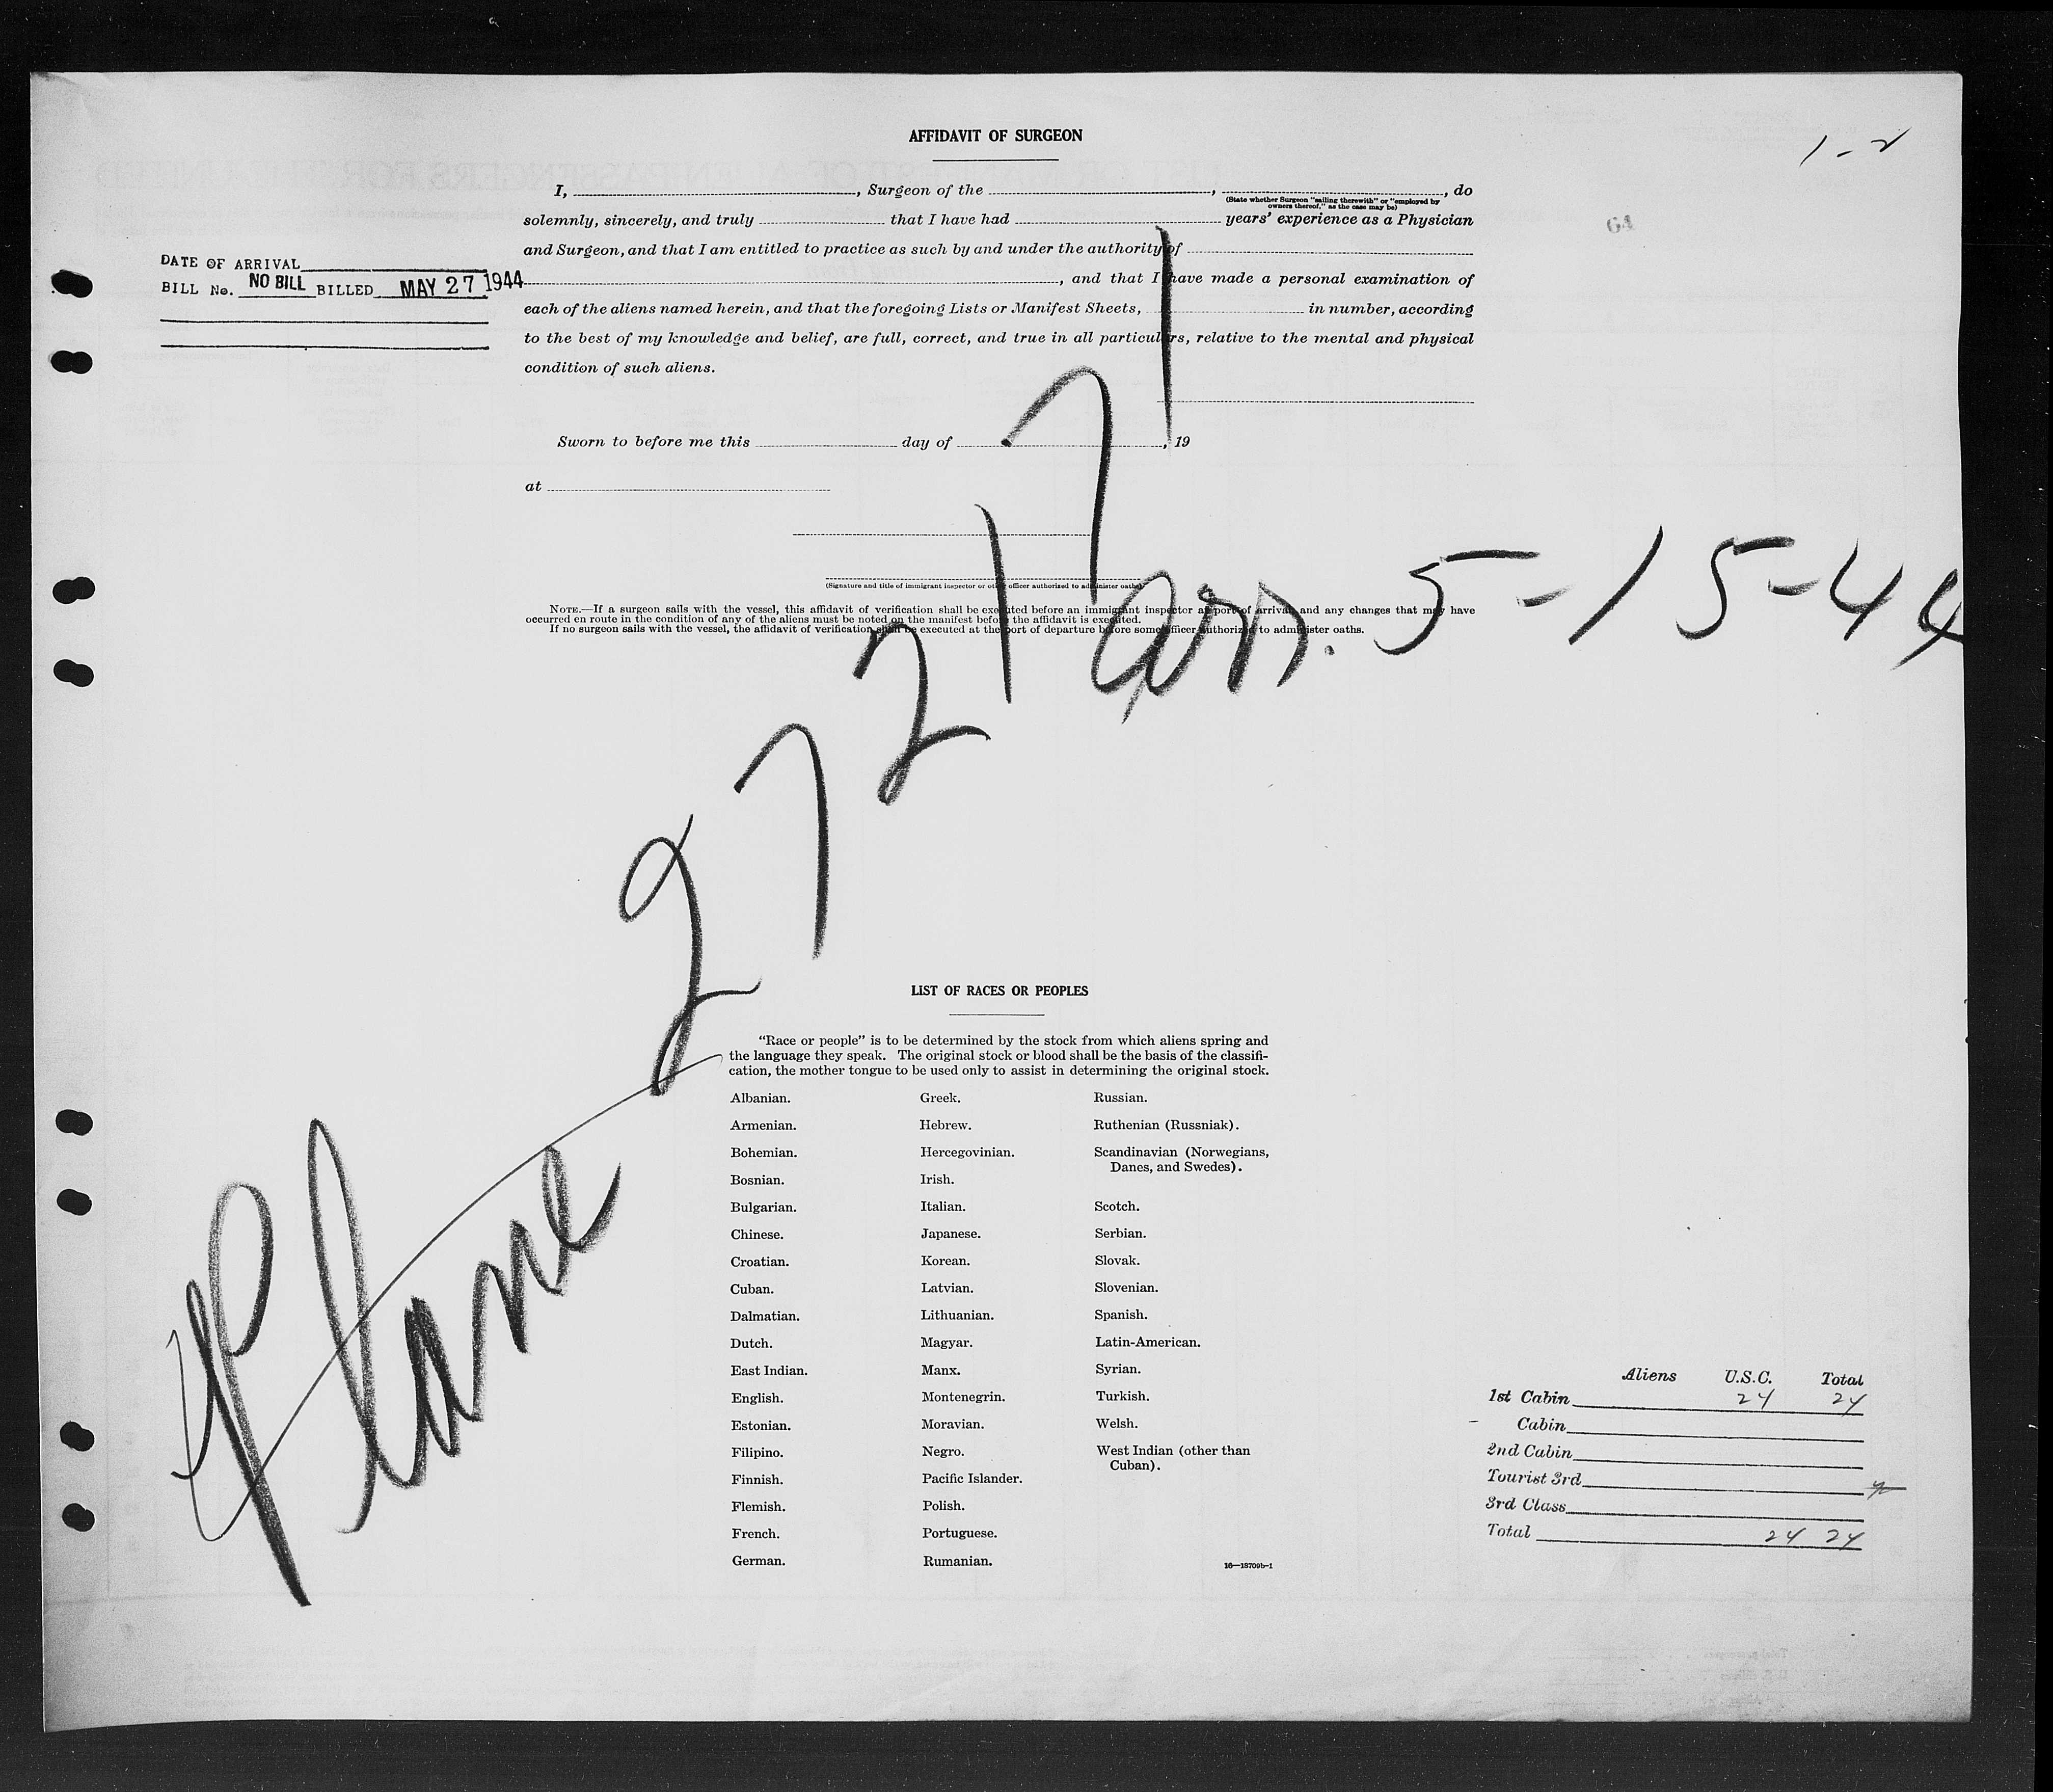 AFFIDAVIT OF SURGEON
1-2
I, , Surgeon of the , , do
(State whether Surgeon "sailing therewith" or "employed by
owners thereof," as the case may be)
solemnly, sincerely, and truly that I have had years' experience as a Physician
64
and Surgeon, and that I am entitled to practice as such by and under the authority of
, and that I have made a personal examination of
each of the aliens named herein, and that the foregoing Lists or Manifest Sheets, in number, according
to the best of my knowledge and belief, are full, correct, and true in all particulars, relative to the mental and physical
condition of such aliens.
DATE OF ARRIVAL
BILL No. NO BILL BILLED MAY 27 1944
Sworn to before me this day of , 19
at
(Signature and title of immigrant inspector or other officer authorized to administer oaths)
NOTE.—If a surgeon sails with the vessel, this affidavit of verification shall be executed before an immigrant inspector at port of arrival, and any changes that may have
occurred en route in the condition of any of the aliens must be noted on the manifest before the affidavit is executed.
If no surgeon sails with the vessel, the affidavit of verification shall be executed at the port of departure before some officer authorized to administer oaths.
Plane 272171
arr. 5-15-44
LIST OF RACES OR PEOPLES
"Race or people" is to be determined by the stock from which aliens spring and
the language they speak. The original stock or blood shall be the basis of the classifi-
cation, the mother tongue to be used only to assist in determining the original stock.
Albanian.
Armenian.
Bohemian.
Bosnian.
Bulgarian.
Chinese.
Croatian.
Cuban.
Dalmatian.
Dutch.
East Indian.
English.
Estonian.
Filipino.
Finnish.
Flemish.
French.
German.
Greek.
Hebrew.
Hercegovinian.
Irish.
Italian.
Japanese.
Korean.
Latvian.
Lithuanian.
Magyar.
Manx.
Montenegrin.
Moravian.
Negro.
Pacific Islander.
Polish.
Portuguese.
Rumanian.
Russian.
Ruthenian (Russniak).
Scandinavian (Norwegians,
Danes, and Swedes).
Scotch.
Serbian.
Slovak.
Slovenian.
Spanish.
Latin-American.
Syrian.
Turkish.
Welsh.
West Indian (other than
Cuban).
16—18709b-1
Aliens U.S.C. Total
1st Cabin 24 24
Cabin
2nd Cabin
Tourist 3rd
3rd Class
Total 24 24